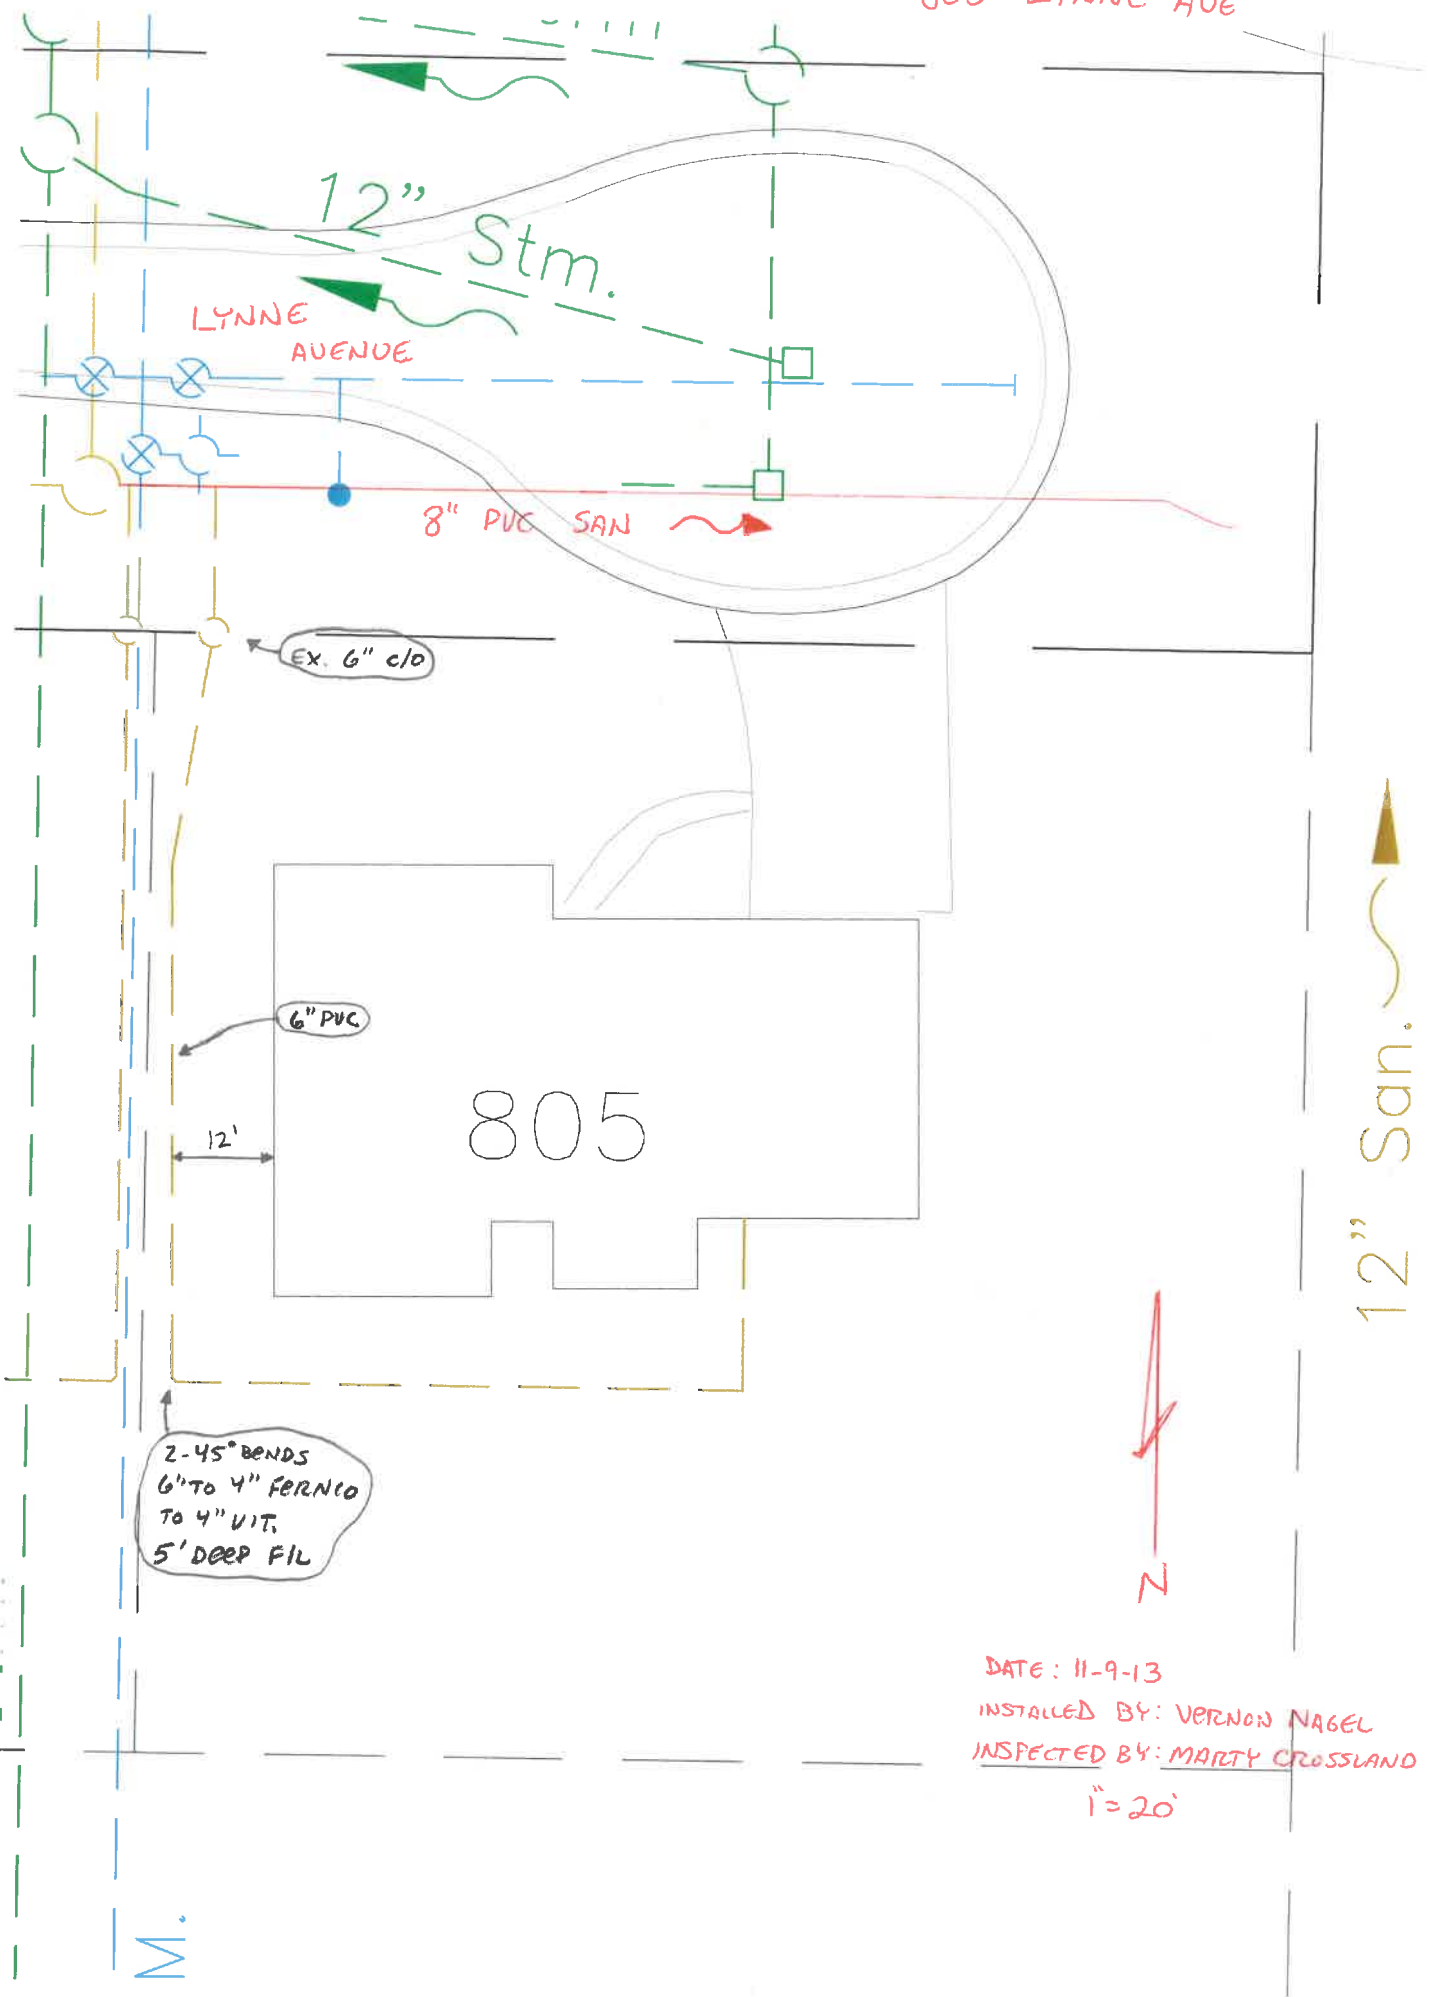 LYNNE AVE
12"
Stm.
LYNNE
AVENUE
8" PVC SAN
EX. 6" c/o
6" PVC
12'
805
12" San.
2-45° BENDS
6" TO 4" FERNCO
TO 4" VIT.
5' DEEP F/L
N
DATE: 11-9-13
INSTALLED BY: VERNON NAGEL
INSPECTED BY: MARTY CROSSLAND
1"=20'
M.